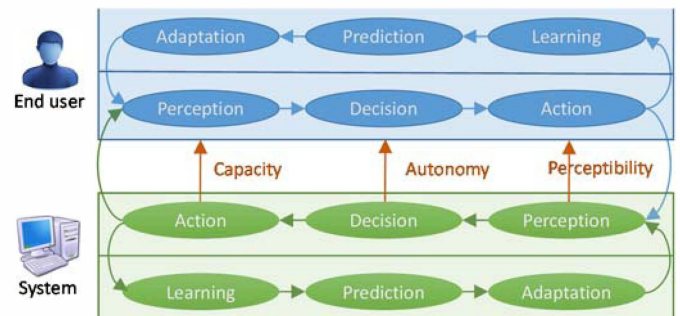 Adaptation Prediction Learning
End user
Perception Decision Action
Capacity Autonomy Perceptibility
Action Decision Perception
System
Learning Prediction Adaptation